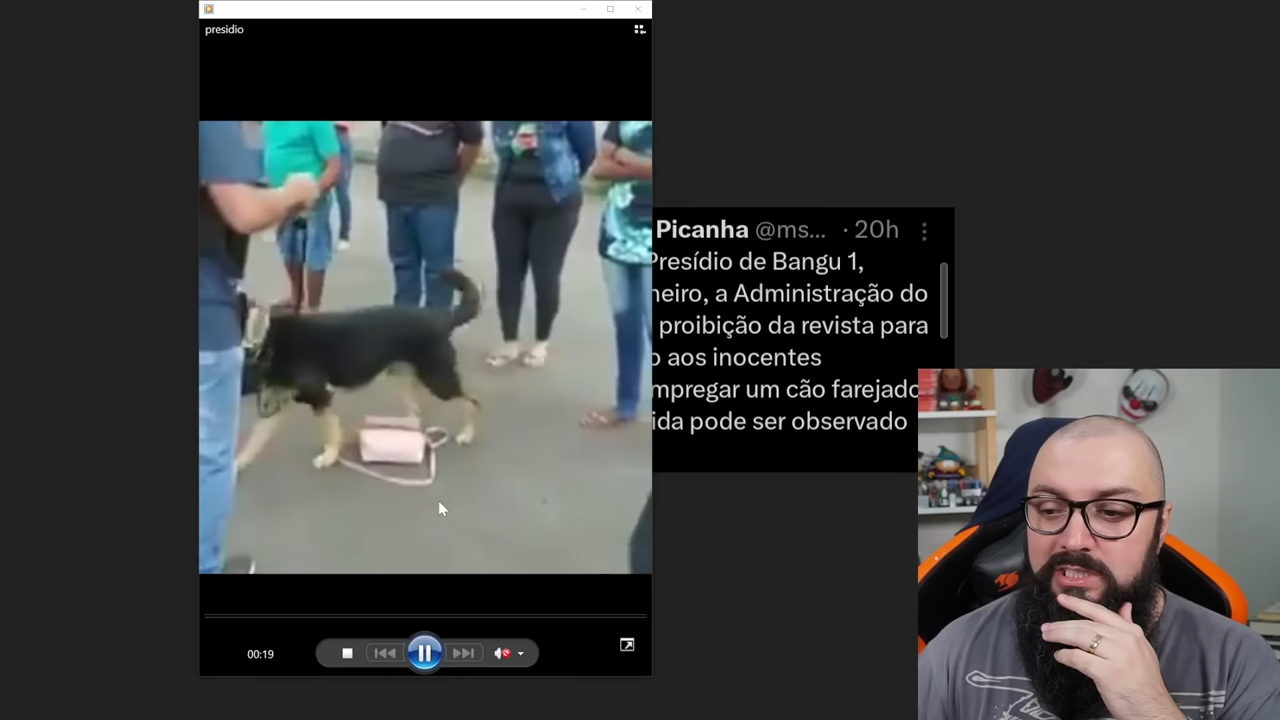 presidio
Picanha @ms... · 20h
Presídio de Bangu 1,
neiro, a Administração do
proibição da revista para
o aos inocentes
mpregar um cão farejado
ida pode ser observado
00:19